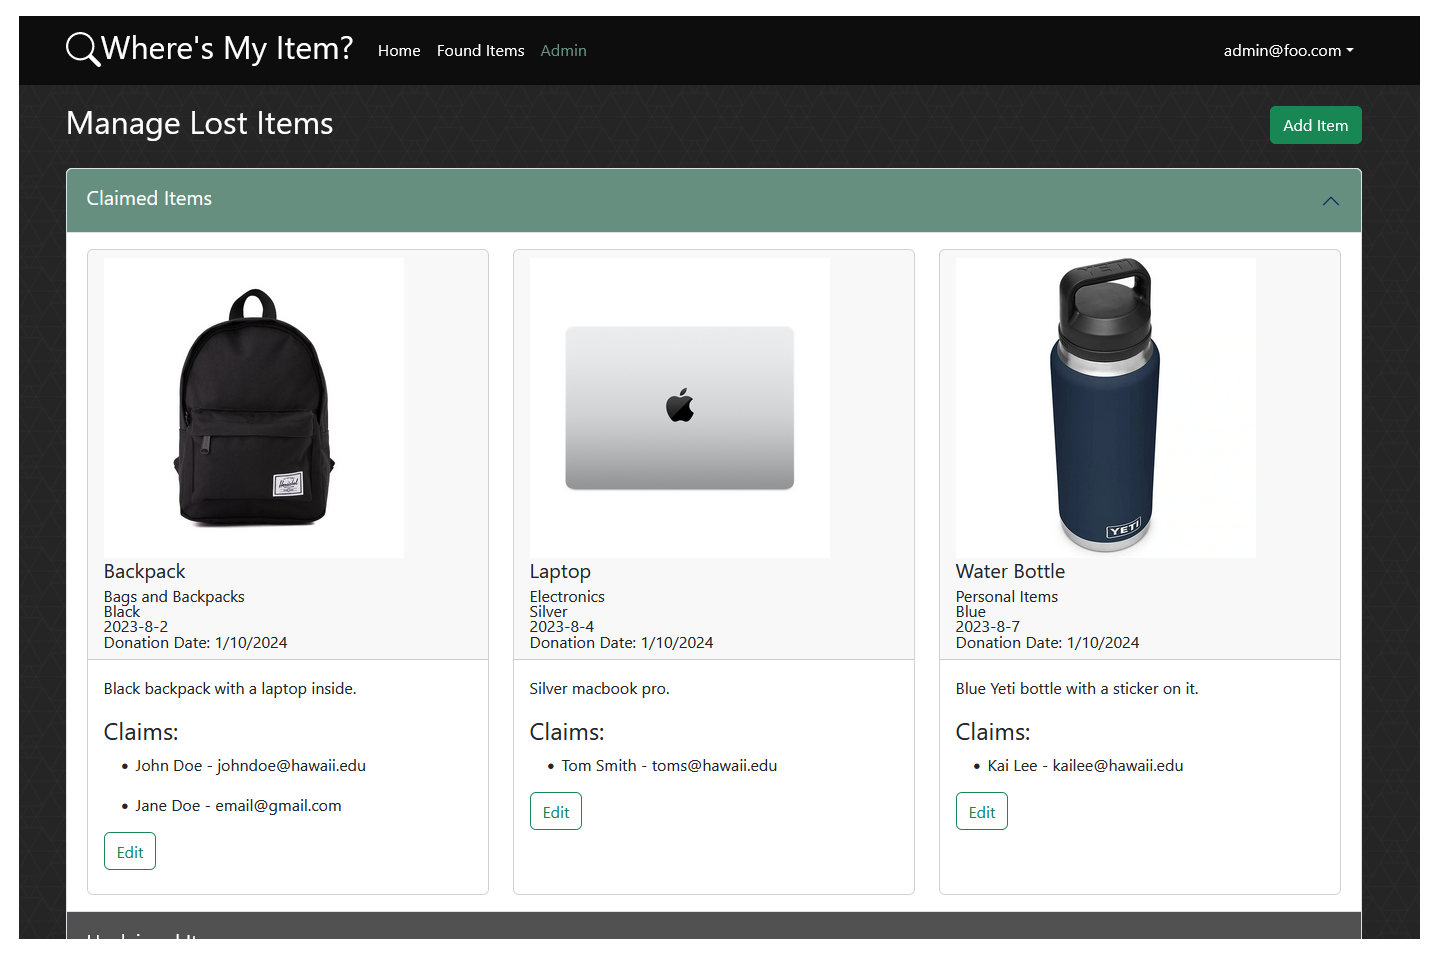 Where's My Item?
Home
Found Items
Admin
admin@foo.com
Manage Lost Items
Add Item
Claimed Items
Herschel
Backpack
Bags and Backpacks
Black
2023-8-2
Donation Date: 1/10/2024
Black backpack with a laptop inside.
Claims:
John Doe - johndoe@hawaii.edu
Jane Doe - email@gmail.com
Edit
Laptop
Electronics
Silver
2023-8-4
Donation Date: 1/10/2024
Silver macbook pro.
Claims:
Tom Smith - toms@hawaii.edu
Edit
YETI
YETI
Water Bottle
Personal Items
Blue
2023-8-7
Donation Date: 1/10/2024
Blue Yeti bottle with a sticker on it.
Claims:
Kai Lee - kailee@hawaii.edu
Edit